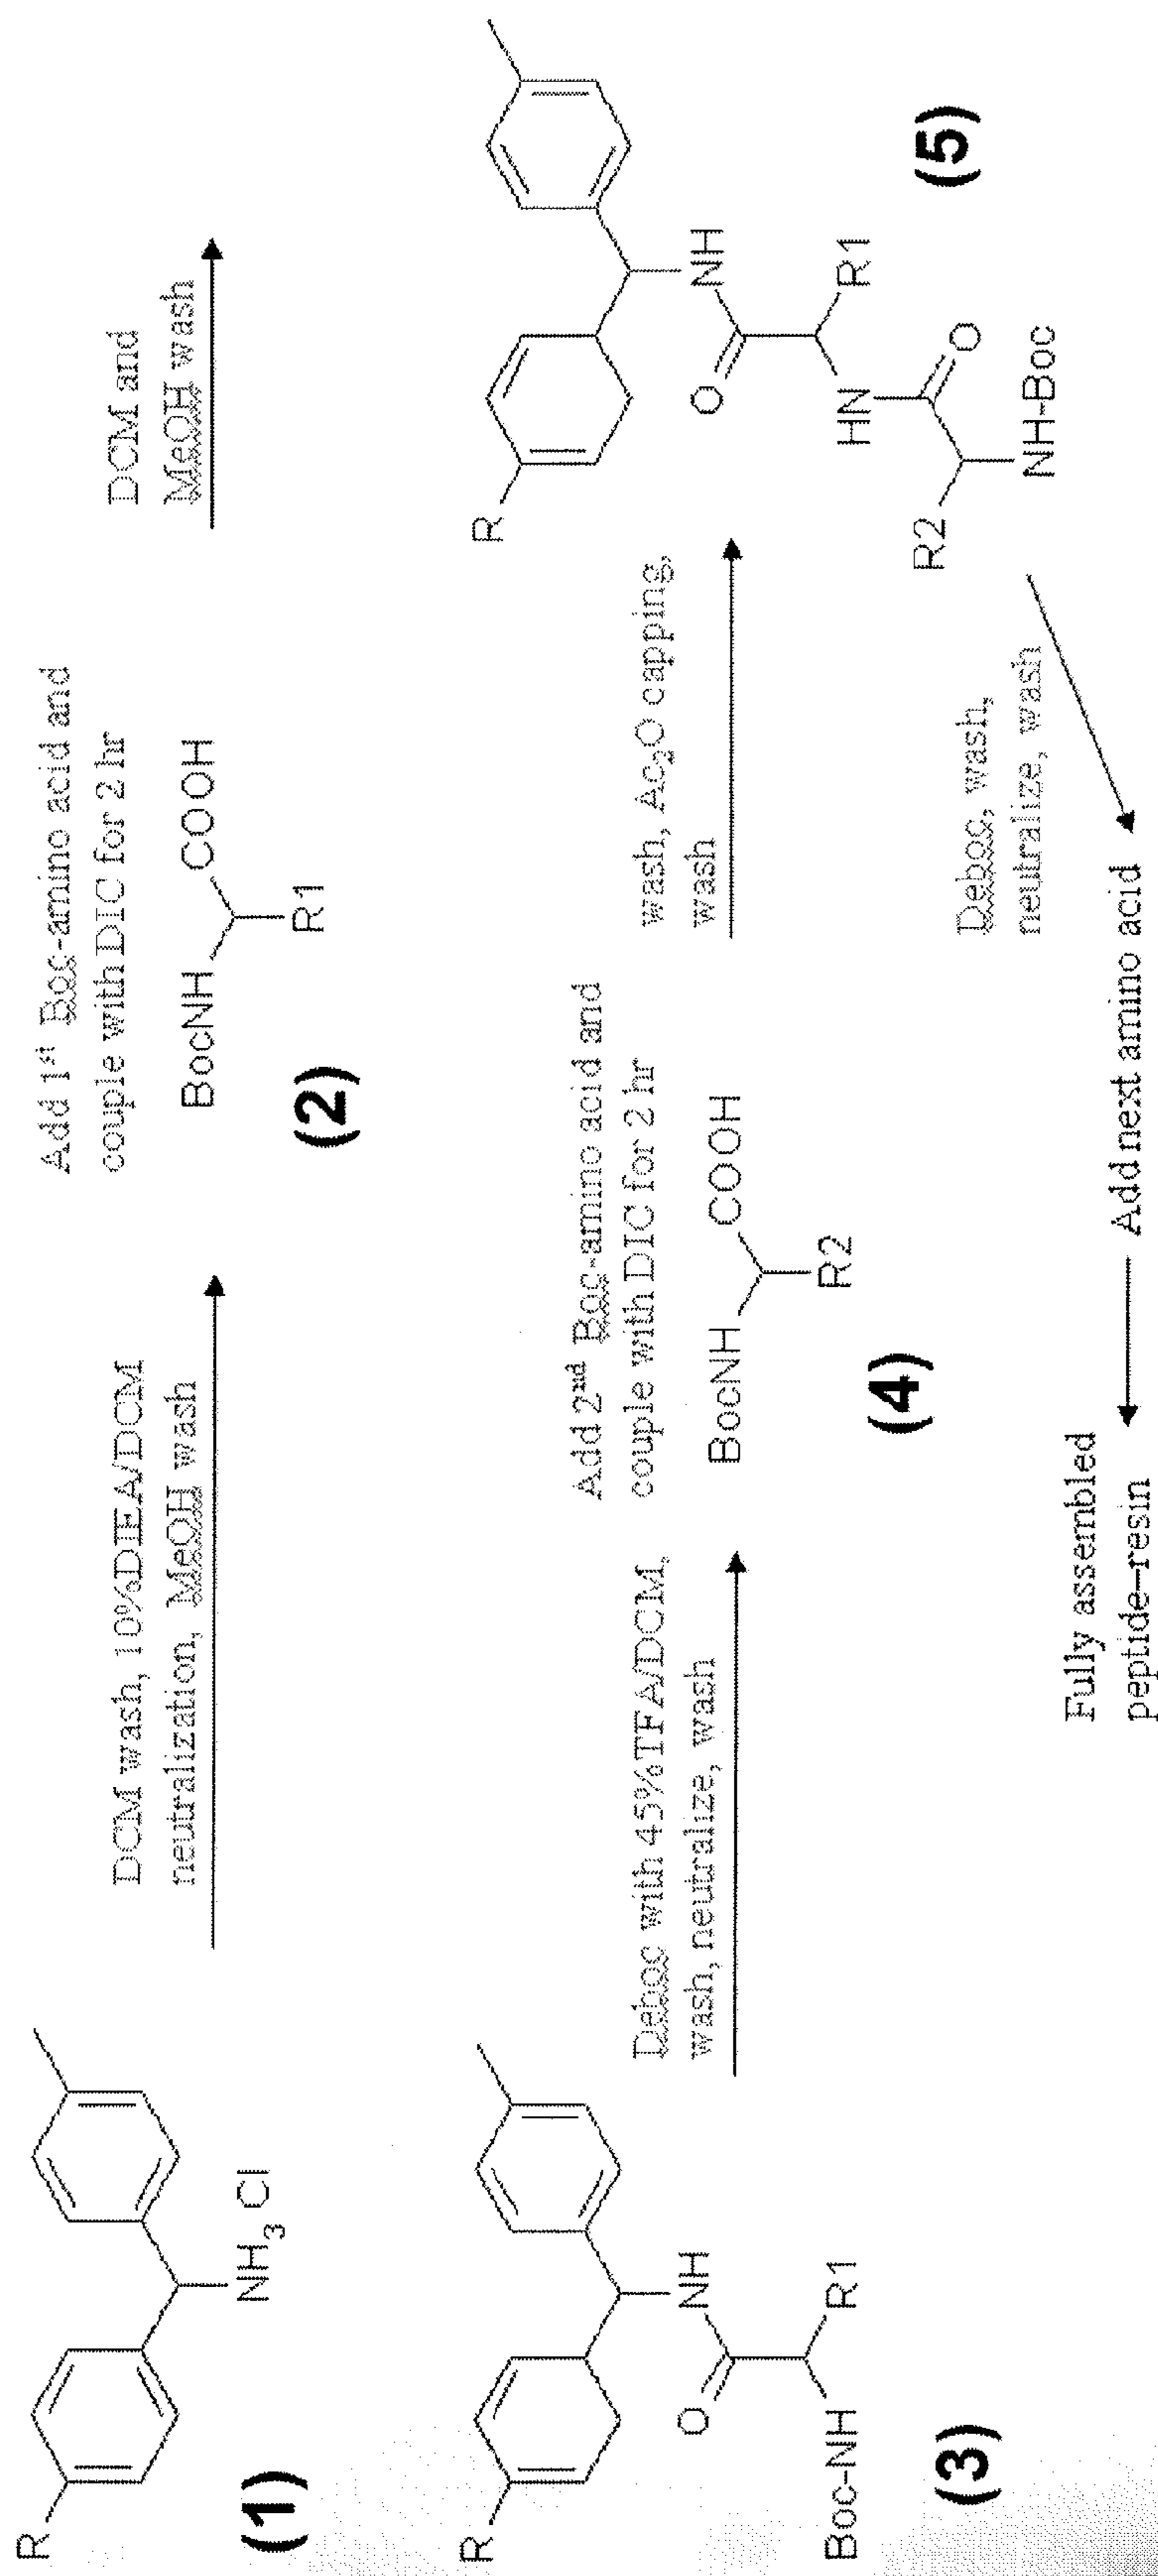 R
NH3 Cl
(1)
DCM wash, 10%DIEA/DCM
neutralization, MeOH wash
Add 1st Boc-amino acid and
couple with DIC for 2 hr
BocNH COOH
R1
(2)
DCM and
MeOH wash
R
NH
O
R1
Boc-NH
(3)
Deboc with 45%TFA/DCM,
wash, neutralize, wash
Add 2nd Boc-amino acid and
couple with DIC for 2 hr
BocNH COOH
R2
(4)
wash, Ac2O capping,
wash
R
NH
O
R1
HN
O
R2
NH-Boc
(5)
Deboc, wash,
neutralize, wash
Add next amino acid
Fully assembled
peptide–resin